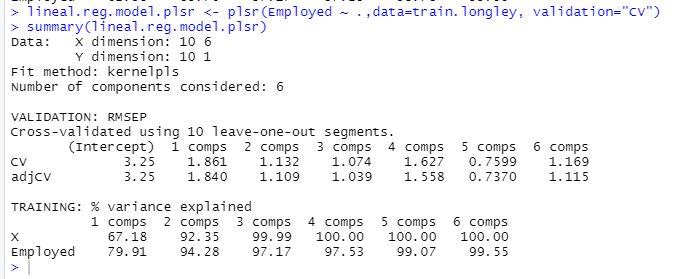 > lineal.reg.model.plsr <- plsr(Employed ~ .,data=train.longley, validation="CV")
> summary(lineal.reg.model.plsr)
Data:   X dimension: 10 6
        Y dimension: 10 1
Fit method: kernelpls
Number of components considered: 6

VALIDATION: RMSEP
Cross-validated using 10 leave-one-out segments.
       (Intercept)  1 comps  2 comps  3 comps  4 comps  5 comps  6 comps
CV            3.25    1.861    1.132    1.074    1.627   0.7599    1.169
adjCV         3.25    1.840    1.109    1.039    1.558   0.7370    1.115

TRAINING: % variance explained
          1 comps  2 comps  3 comps  4 comps  5 comps  6 comps
X           67.18    92.35    99.99   100.00   100.00   100.00
Employed    79.91    94.28    97.17    97.53    99.07    99.55
>